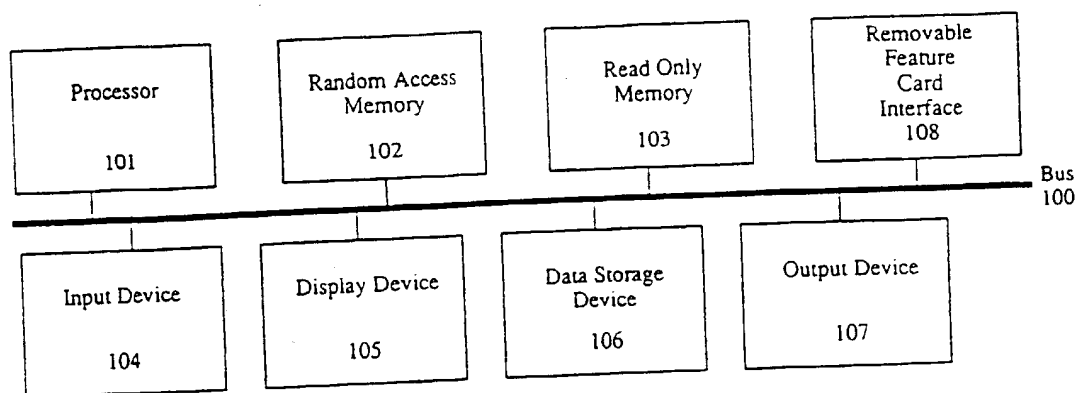 Processor
101
Random Access
Memory
102
Read Only
Memory
103
Removable
Feature
Card
Interface
108
Bus
100
Input Device
104
Display Device
105
Data Storage
Device
106
Output Device
107